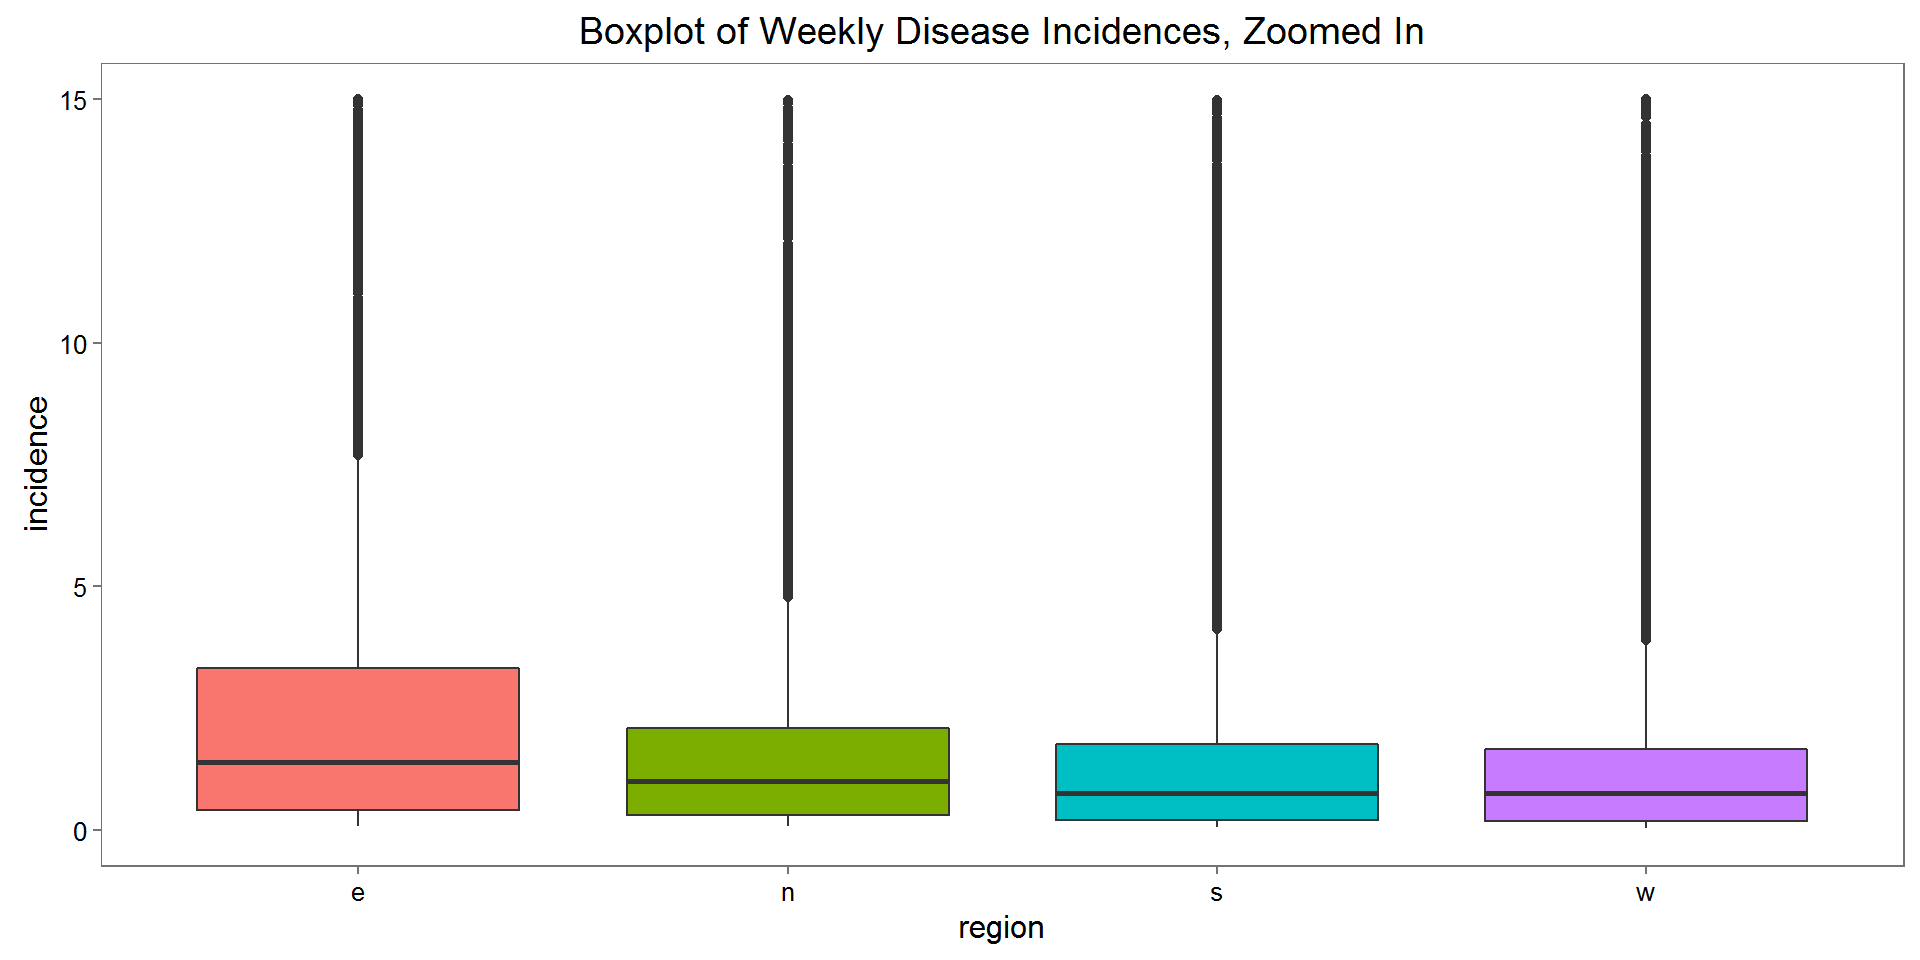 Boxplot of Weekly Disease Incidences, Zoomed In
15
10
5
0
incidence
e n s w
region